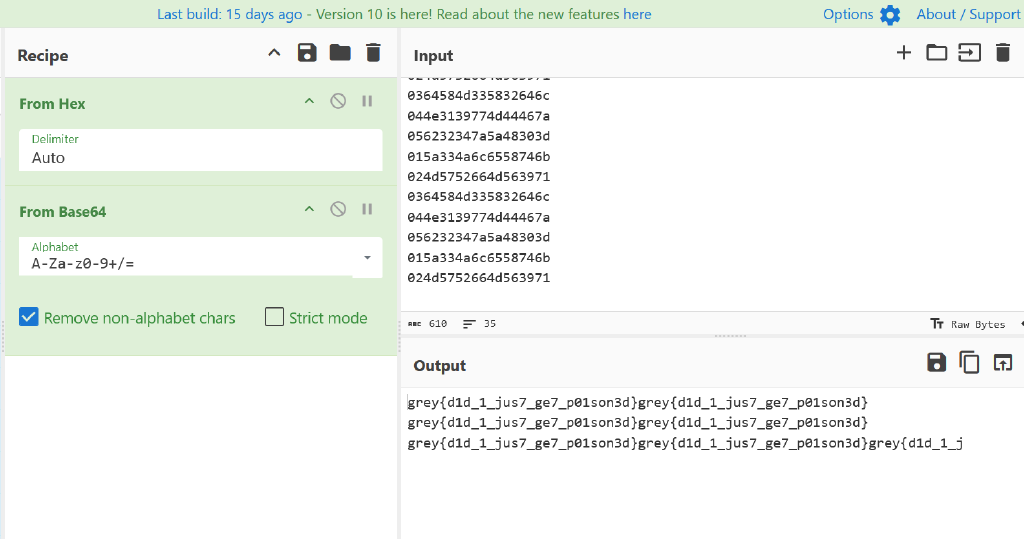 Last build: 15 days ago - Version 10 is here! Read about the new features here
Options
About / Support
Recipe
From Hex
Delimiter
Auto
From Base64
Alphabet
A-Za-z0-9+/=
Remove non-alphabet chars
Strict mode
Input
0364584d335832646c
044e3139774d44467a
056232347a5a48303d
015a334a6c6558746b
024d5752664d563971
0364584d335832646c
044e3139774d44467a
056232347a5a48303d
015a334a6c6558746b
024d5752664d563971
ABC 610
35
Tт Raw Bytes
Output
grey{d1d_1_jus7_ge7_p01son3d}grey{d1d_1_jus7_ge7_p01son3d}
grey{d1d_1_jus7_ge7_p01son3d}grey{d1d_1_jus7_ge7_p01son3d}
grey{d1d_1_jus7_ge7_p01son3d}grey{d1d_1_jus7_ge7_p01son3d}grey{d1d_1_j